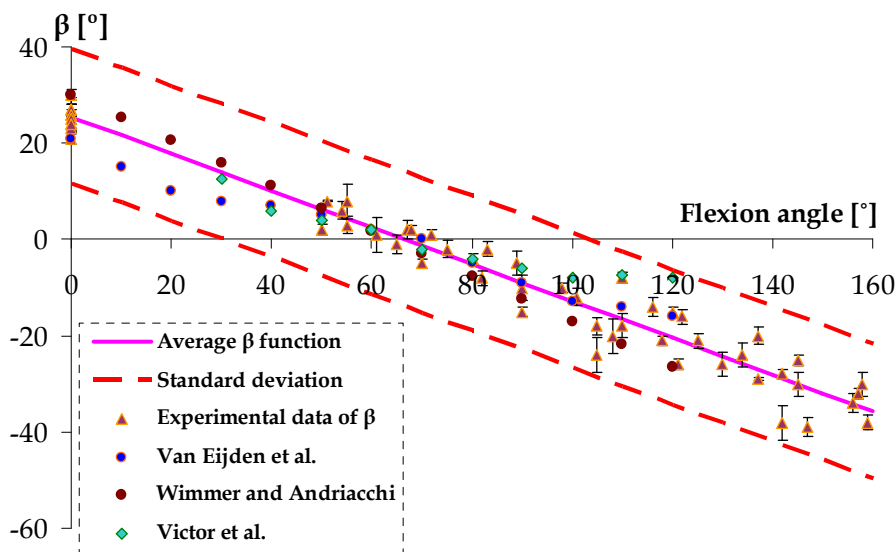 β [º]
40
20
0
-20
-40
-60
0 20 40 60 80 100 120 140 160
Flexion angle [°]
Average β function
Standard deviation
Experimental data of β
Van Eijden et al.
Wimmer and Andriacchi
Victor et al.